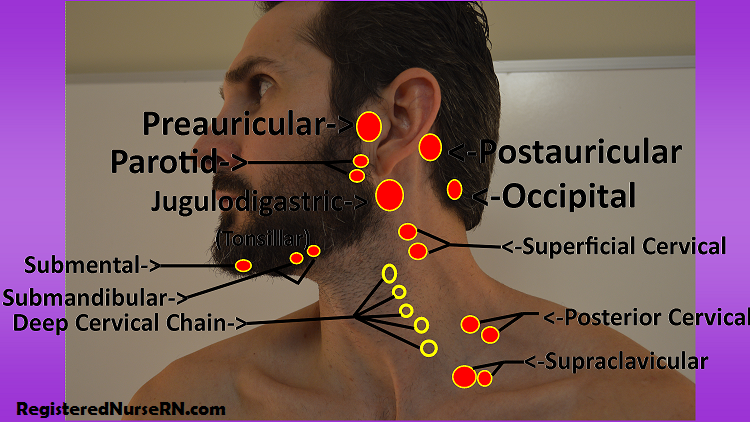 Preauricular->
<-Postauricular
Parotid->
Jugulodigastric->
(Tonsillar)
<-Occipital
<-Superficial Cervical
Submental->
Submandibular->
Deep Cervical Chain->
<-Posterior Cervical
<-Supraclavicular
RegisteredNurseRN.com